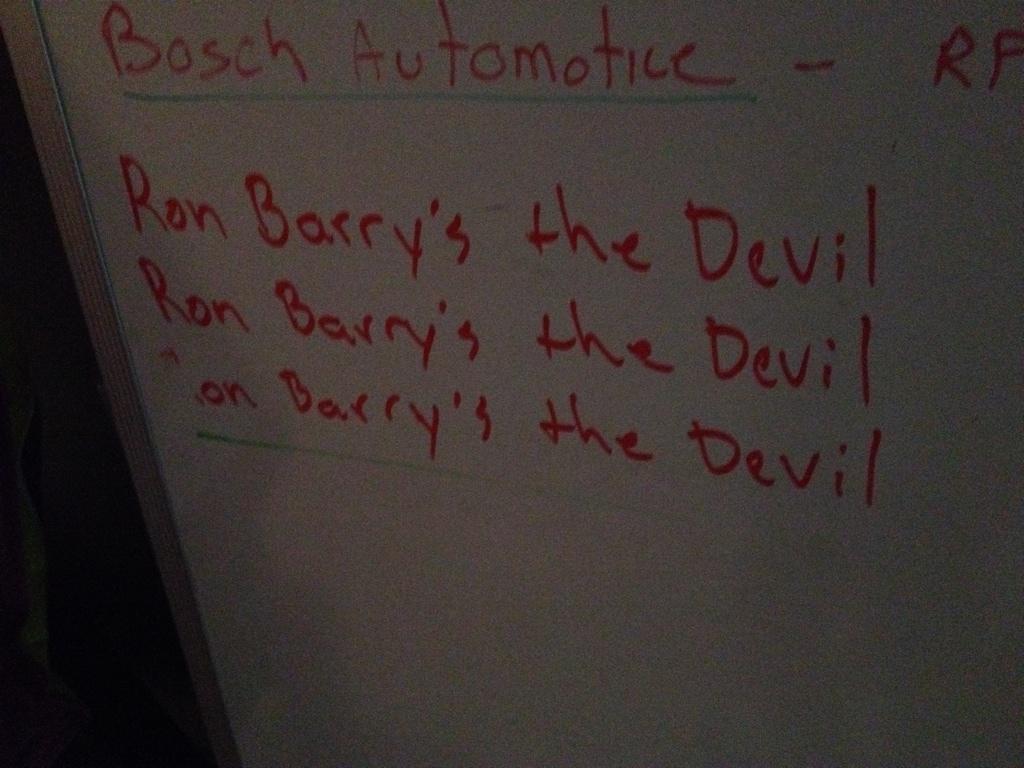 Bosch Automotice - RF
Ron Barry's the Devil
Ron Barry's the Devil
on Barry's the Devil